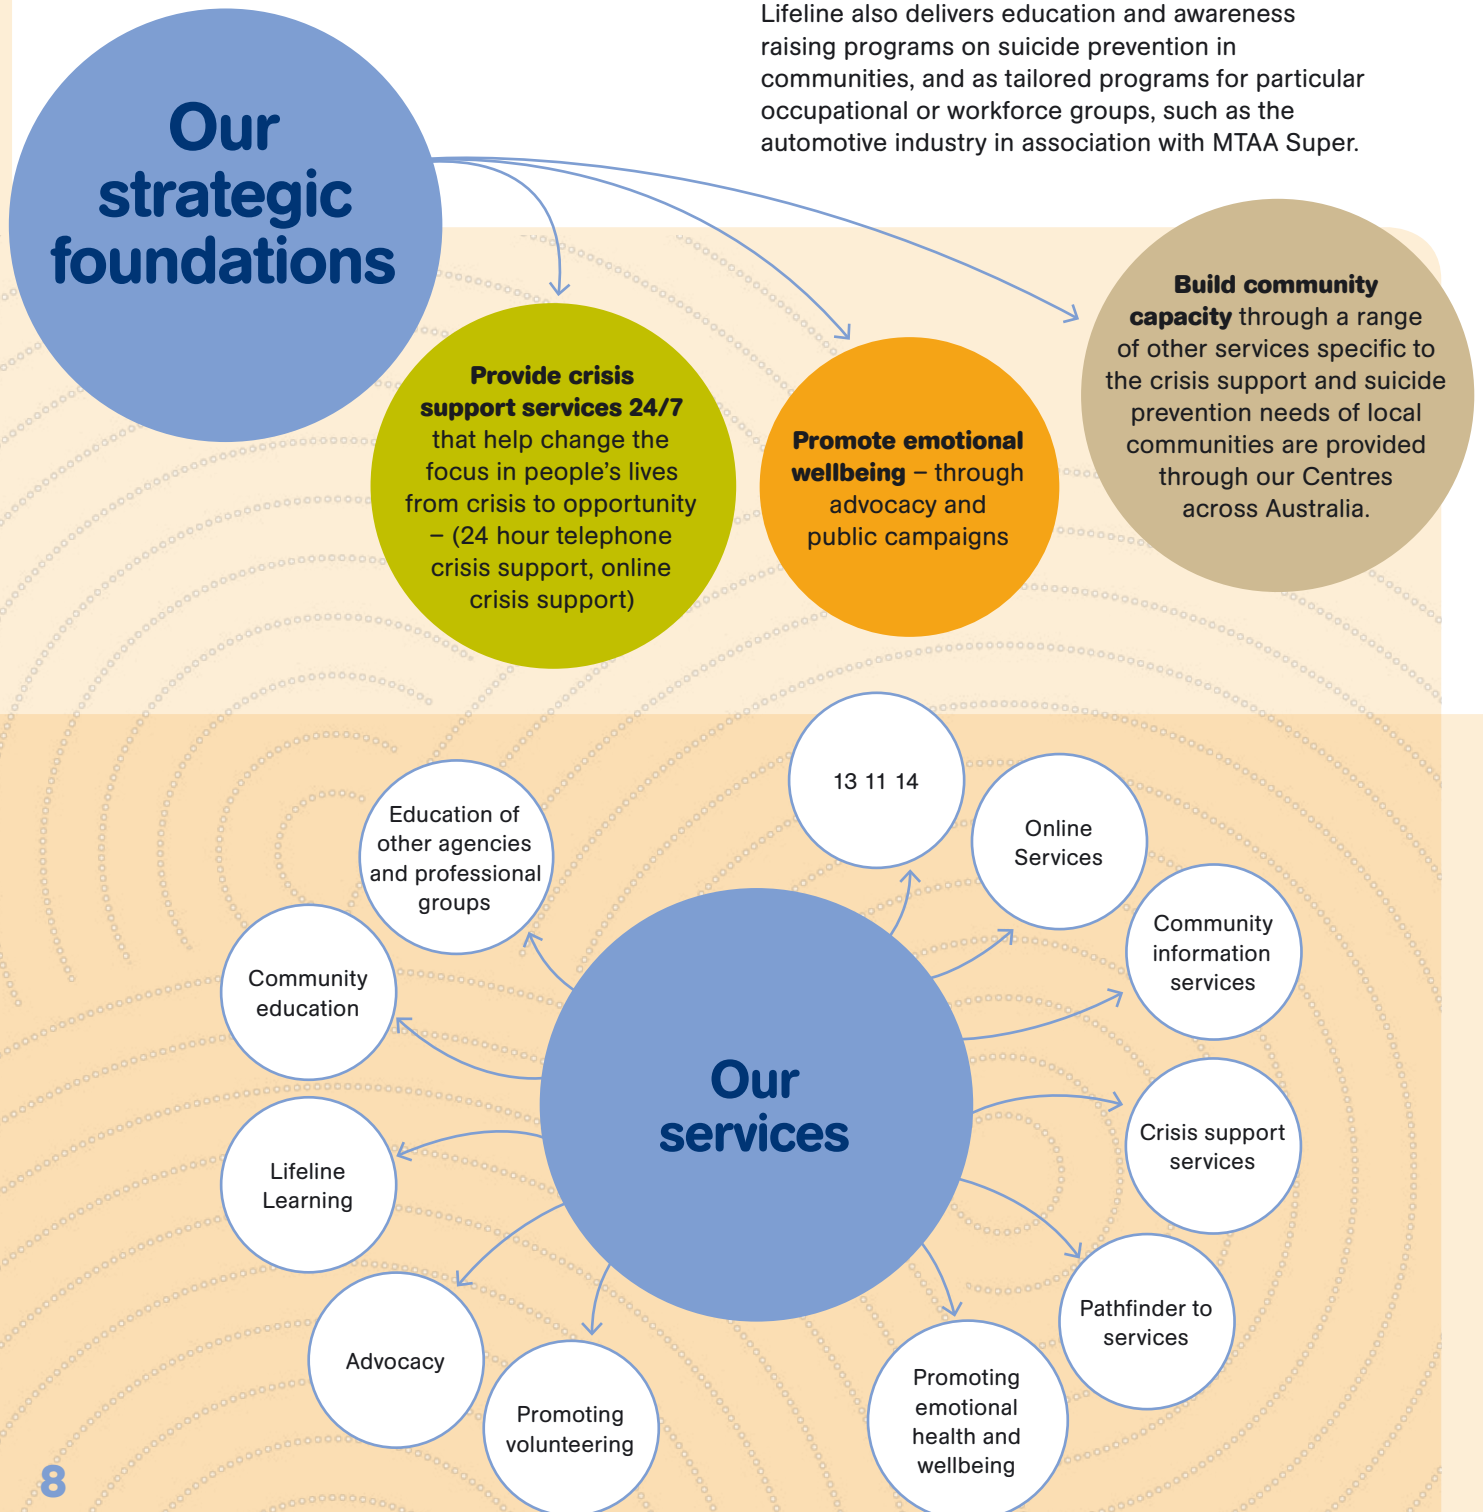 Lifeline also delivers education and awareness
raising programs on suicide prevention in
communities, and as tailored programs for particular
occupational or workforce groups, such as the
automotive industry in association with MTAA Super.
Our
strategic
foundations
Provide crisis
support services 24/7
that help change the
focus in people’s lives
from crisis to opportunity
– (24 hour telephone
crisis support, online
crisis support)
Promote emotional
wellbeing – through
advocacy and
public campaigns
Build community
capacity through a range
of other services specific to
the crisis support and suicide
prevention needs of local
communities are provided
through our Centres
across Australia.
Our
services
13 11 14
Online
Services
Community
information
services
Crisis support
services
Pathfinder to
services
Promoting
emotional
health and
wellbeing
Promoting
volunteering
Advocacy
Lifeline
Learning
Community
education
Education of
other agencies
and professional
groups
8